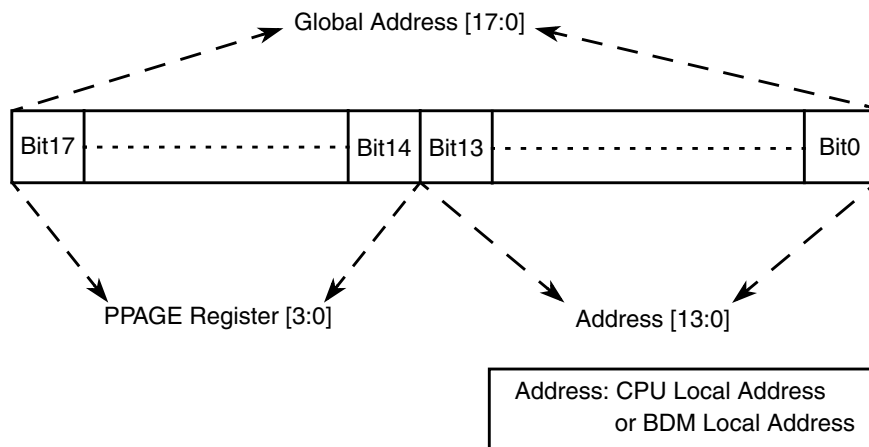 Global Address [17:0]
Bit17
Bit14
Bit13
Bit0
PPAGE Register [3:0]
Address [13:0]
Address: CPU Local Address
or BDM Local Address